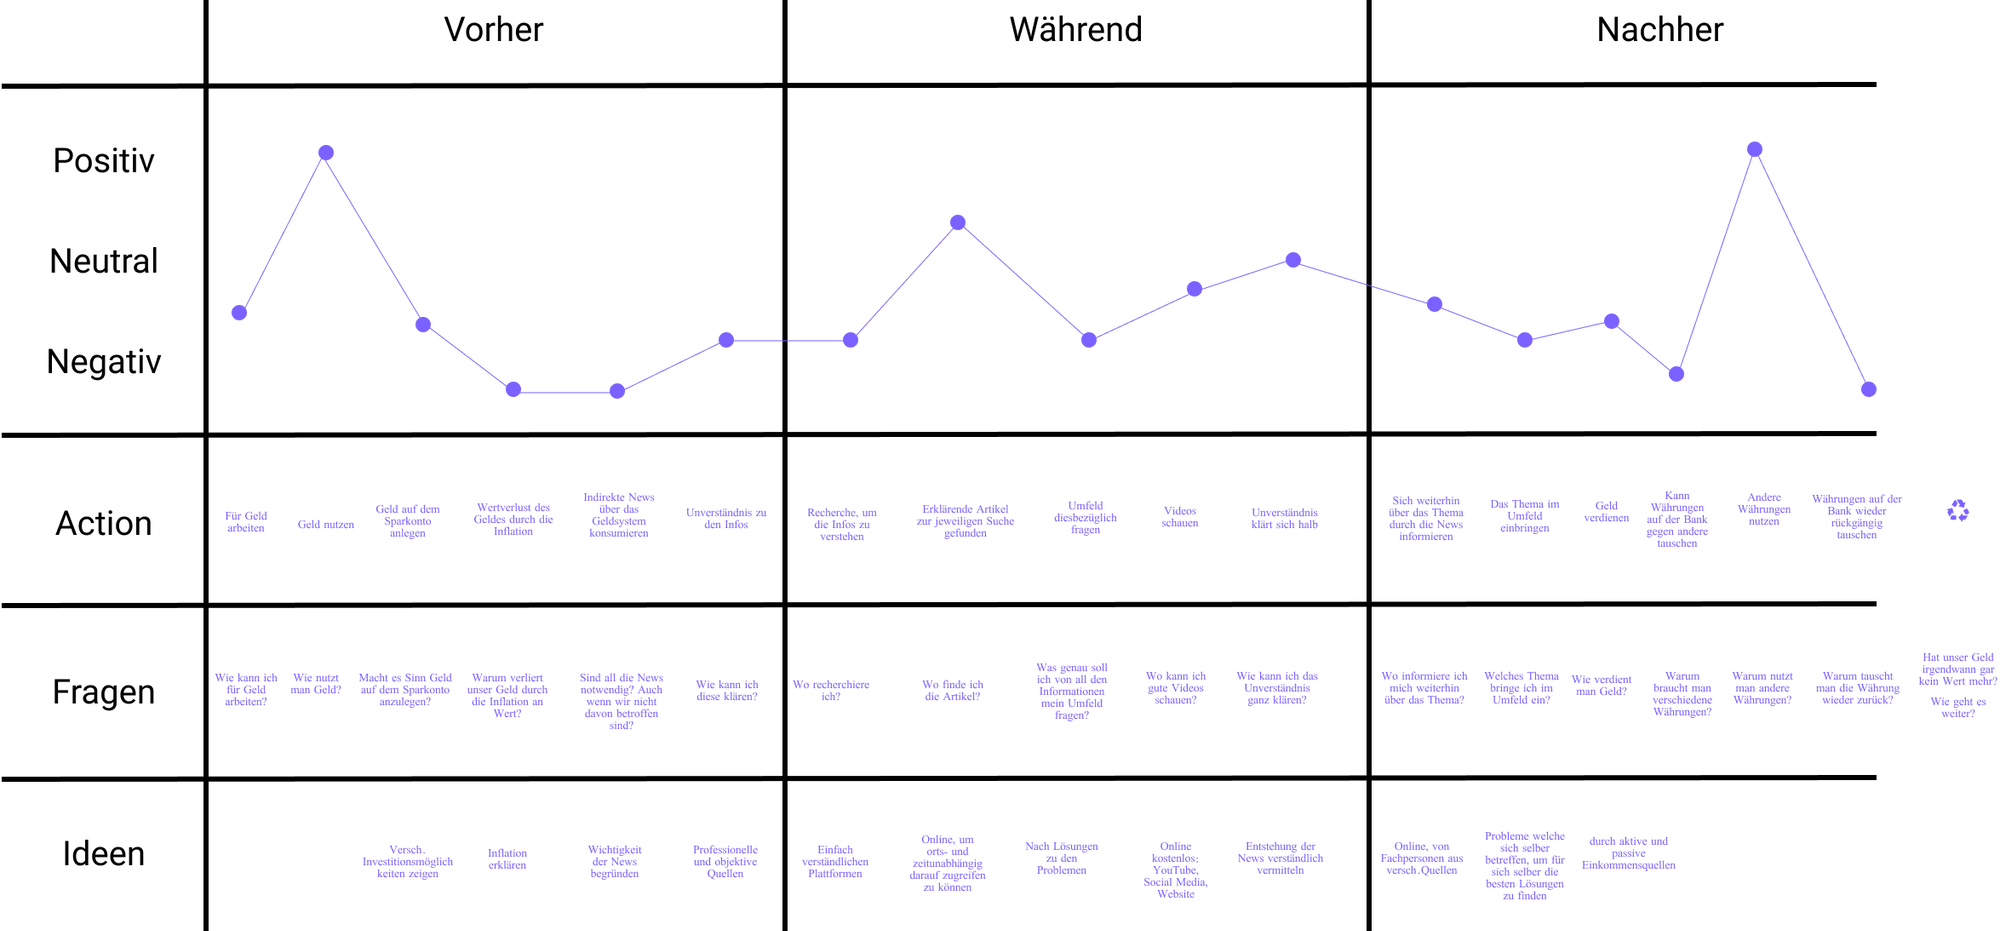 Vorher
Während
Nachher
Positiv
Neutral
Negativ
Action
Für Geld
arbeiten
Geld nutzen
Geld auf dem
Sparkonto
anlegen
Wertverlust des
Geldes durch die
Inflation
Indirekte News
über das
Geldsystem
konsumieren
Unverständnis zu
den Infos
Recherche, um
die Infos zu
verstehen
Erklärende Artikel
zur jeweiligen Suche
gefunden
Umfeld
diesbezüglich
fragen
Videos
schauen
Unverständnis
klärt sich halb
Sich weiterhin
über das Thema
durch die News
informieren
Das Thema im
Umfeld
einbringen
Geld
verdienen
Kann
Währungen
auf der Bank
gegen andere
tauschen
Andere
Währungen
nutzen
Währungen auf der
Bank wieder
rückgängig
tauschen
Fragen
Wie kann ich
für Geld
arbeiten?
Wie nutzt
man Geld?
Macht es Sinn Geld
auf dem Sparkonto
anzulegen?
Warum verliert
unser Geld durch
die Inflation an
Wert?
Sind all die News
notwendig? Auch
wenn wir nicht
davon betroffen
sind?
Wie kann ich
diese klären?
Wo recherchiere
ich?
Wo finde ich
die Artikel?
Was genau soll
ich von all den
Informationen
mein Umfeld
fragen?
Wo kann ich
gute Videos
schauen?
Wie kann ich das
Unverständnis
ganz klären?
Wo informiere ich
mich weiterhin
über das Thema?
Welches Thema
bringe ich im
Umfeld ein?
Wie verdient
man Geld?
Warum
braucht man
verschiedene
Währungen?
Warum nutzt
man andere
Währungen?
Warum tauscht
man die Währung
wieder zurück?
Hat unser Geld
irgendwann gar
kein Wert mehr?
Wie geht es
weiter?
Ideen
Versch.
Investitionsmöglich
keiten zeigen
Inflation
erklären
Wichtigkeit
der News
begründen
Professionelle
und objektive
Quellen
Einfach
verständlichen
Plattformen
Online, um
orts- und
zeitunabhängig
darauf zugreifen
zu können
Nach Lösungen
zu den
Problemen
Online
kostenlos:
YouTube,
Social Media,
Website
Entstehung der
News verständlich
vermitteln
Online, von
Fachpersonen aus
versch.Quellen
Probleme welche
sich selber
betreffen, um für
sich selber die
besten Lösungen
zu finden
durch aktive und
passive
Einkommensquellen